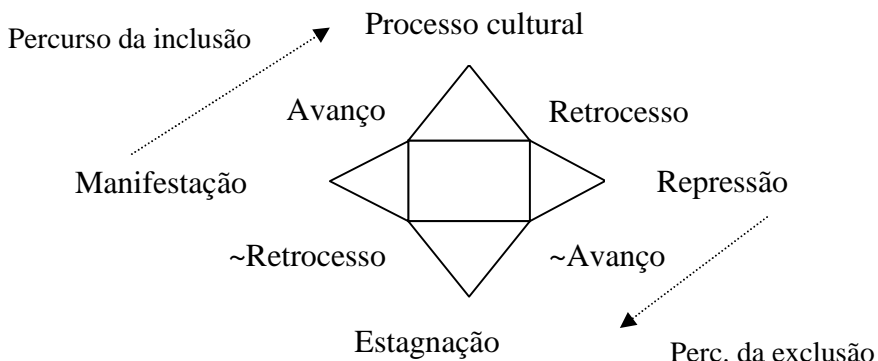 Processo cultural
Percurso da inclusão
Avanço
Retrocesso
Manifestação
Repressão
~Retrocesso
~Avanço
Estagnação
Perc. da exclusão